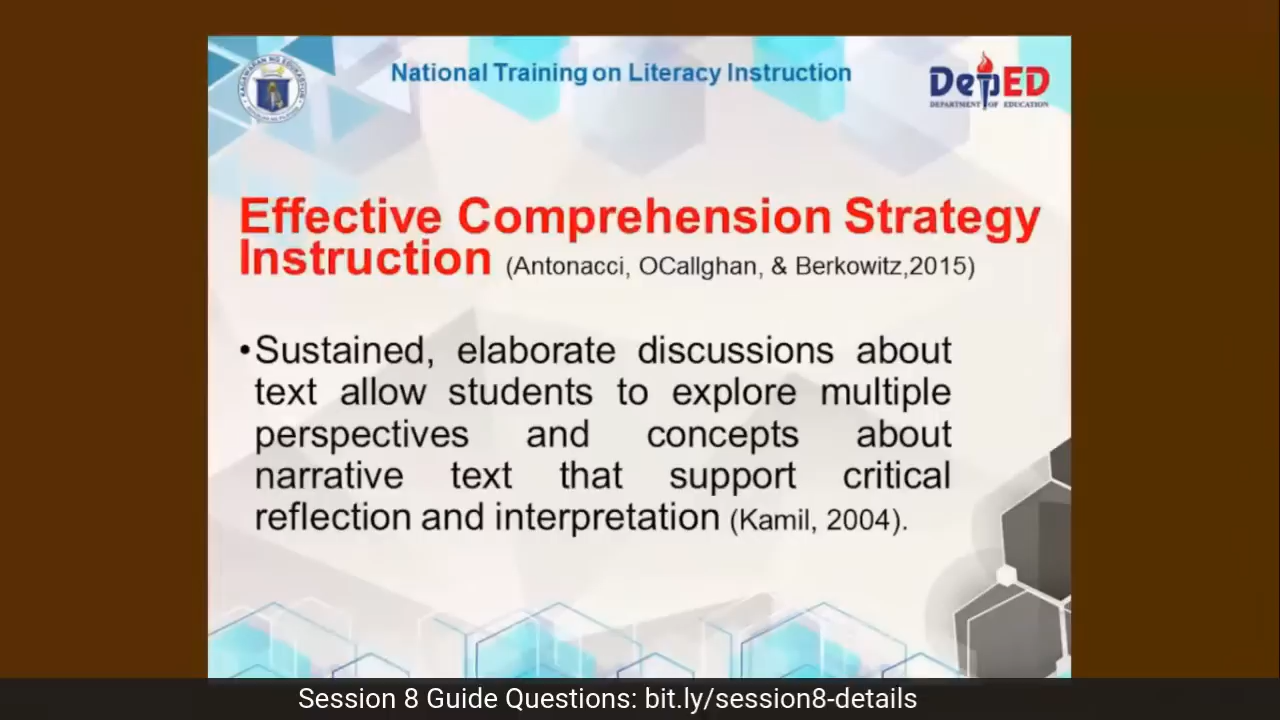 National Training on Literacy Instruction
DepED
DEPARTMENT OF EDUCATION
Effective Comprehension Strategy
Instruction (Antonacci, OCallghan, & Berkowitz,2015)
•Sustained, elaborate discussions about
text allow students to explore multiple
perspectives and concepts about
narrative text that support critical
reflection and interpretation (Kamil, 2004).
Session 8 Guide Questions: bit.ly/session8-details